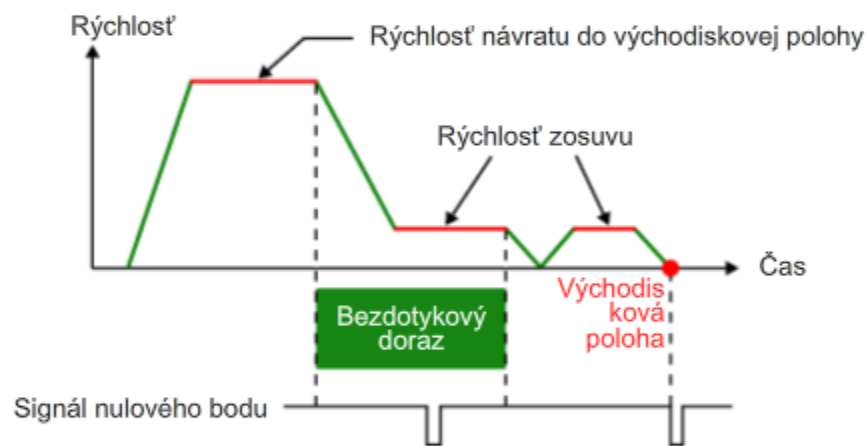 Rýchlosť
Rýchlosť návratu do východiskovej polohy
Rýchlosť zosuvu
Čas
Východis
ková
poloha
Bezdotykový
doraz
Signál nulového bodu